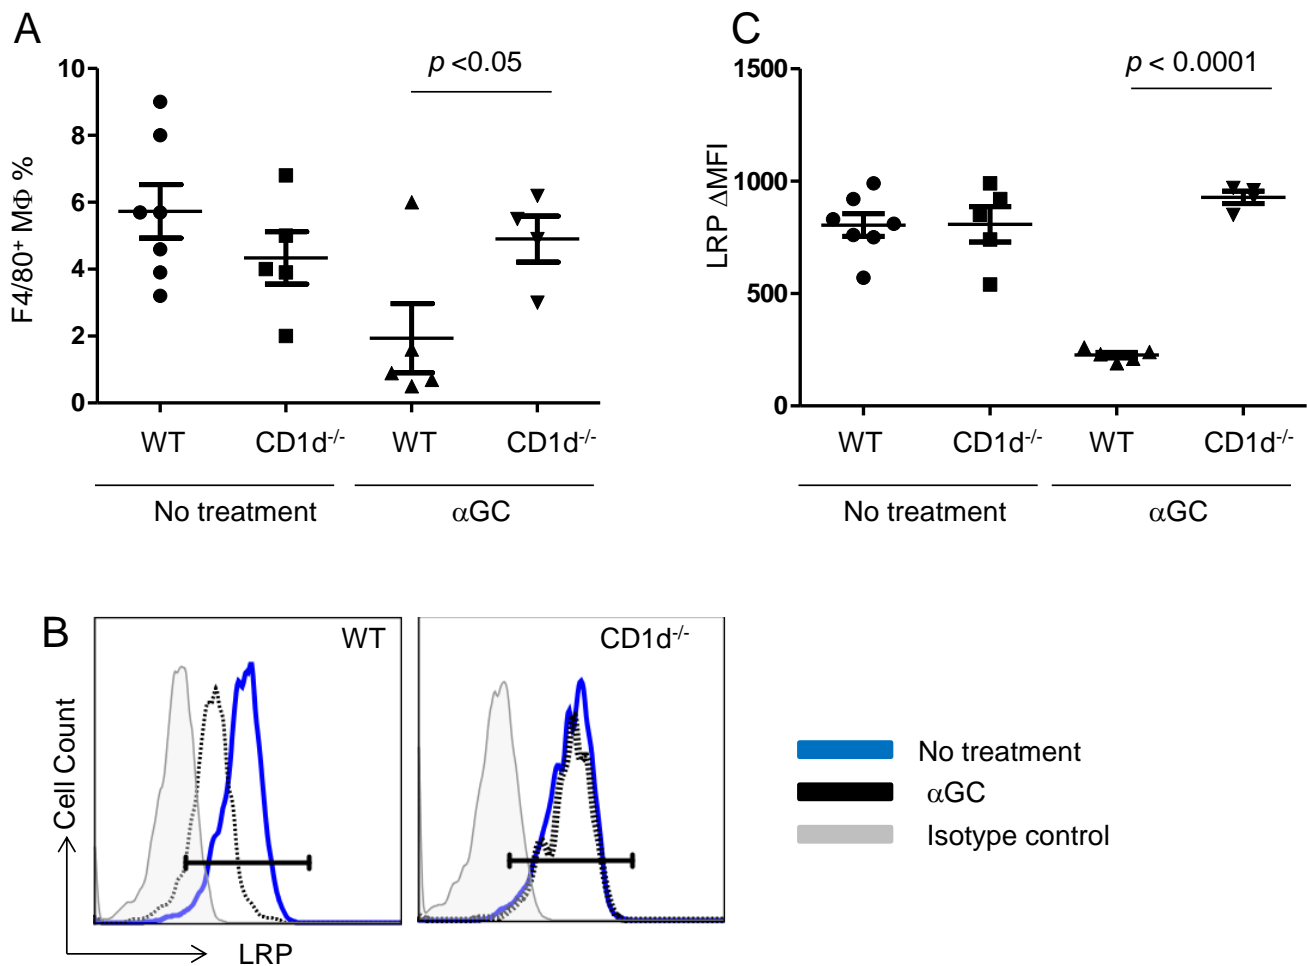 A
p <0.05
10
8
6
4
2
0
F4/80⁺ MΦ %
WT
CD1d⁻/⁻
WT
CD1d⁻/⁻
No treatment
αGC
C
p < 0.0001
1500
1000
500
0
LRP ΔMFI
WT
CD1d⁻/⁻
WT
CD1d⁻/⁻
No treatment
αGC
B
WT
CD1d⁻/⁻
Cell Count
LRP
No treatment
αGC
Isotype control